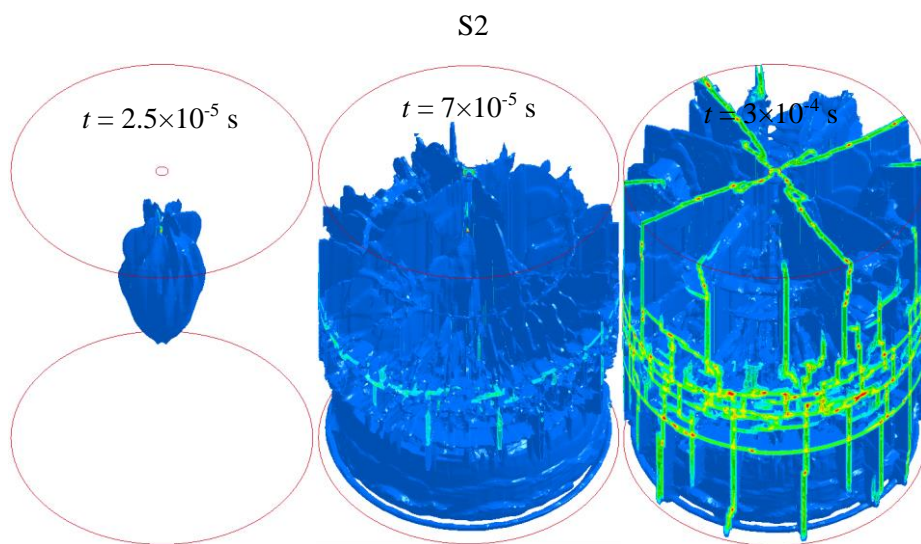 S2
t = 2.5×10⁻⁵ s
t = 7×10⁻⁵ s
t = 3×10⁻⁴ s